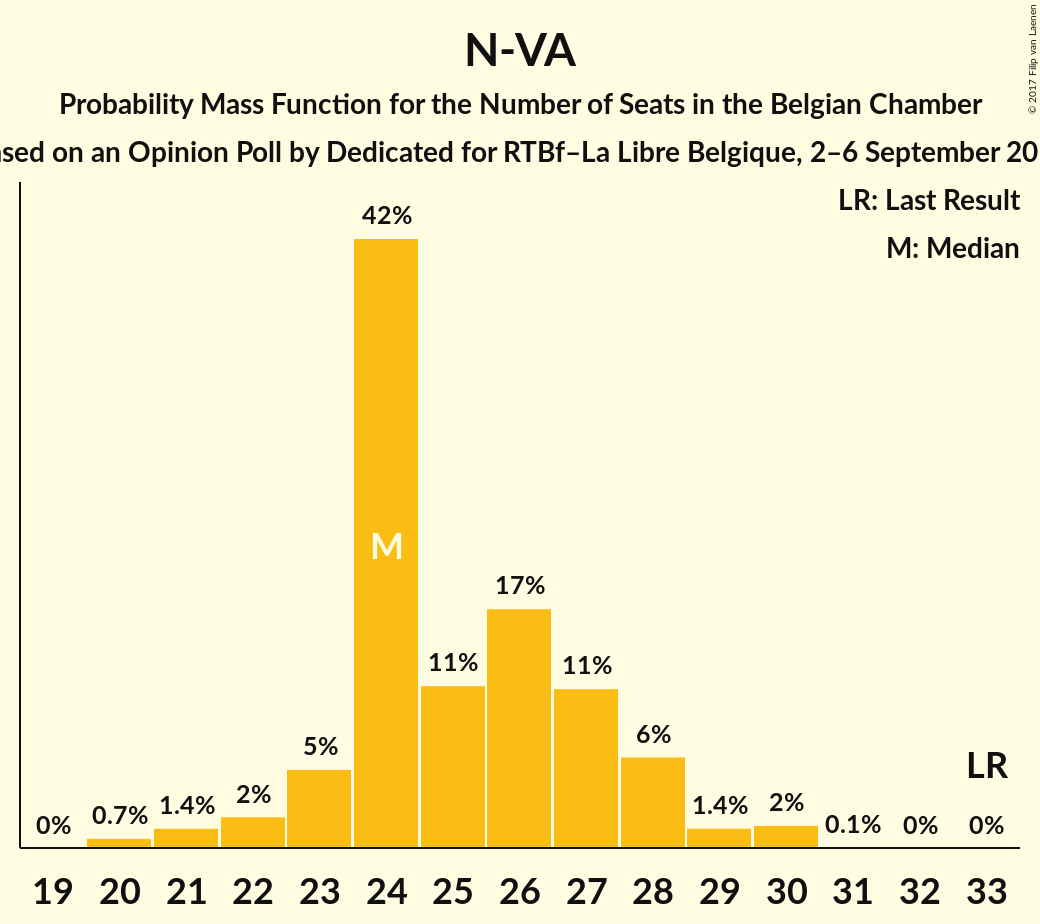 N-VA
Probability Mass Function for the Number of Seats in the Belgian Chamber
on an Opinion Poll by Dedicated for RTBf–La Libre Belgique, 2–6 September
LR: Last Result
M: Median
© 2017 Filip van Laenen
42%
M
17%
11%
11%
6%
5%
LR
2%
2%
1.4%
1.4%
0.7%
0.1%
0%
0%
0%
19 20 21 22 23 24 25 26 27 28 29 30 31 32 33